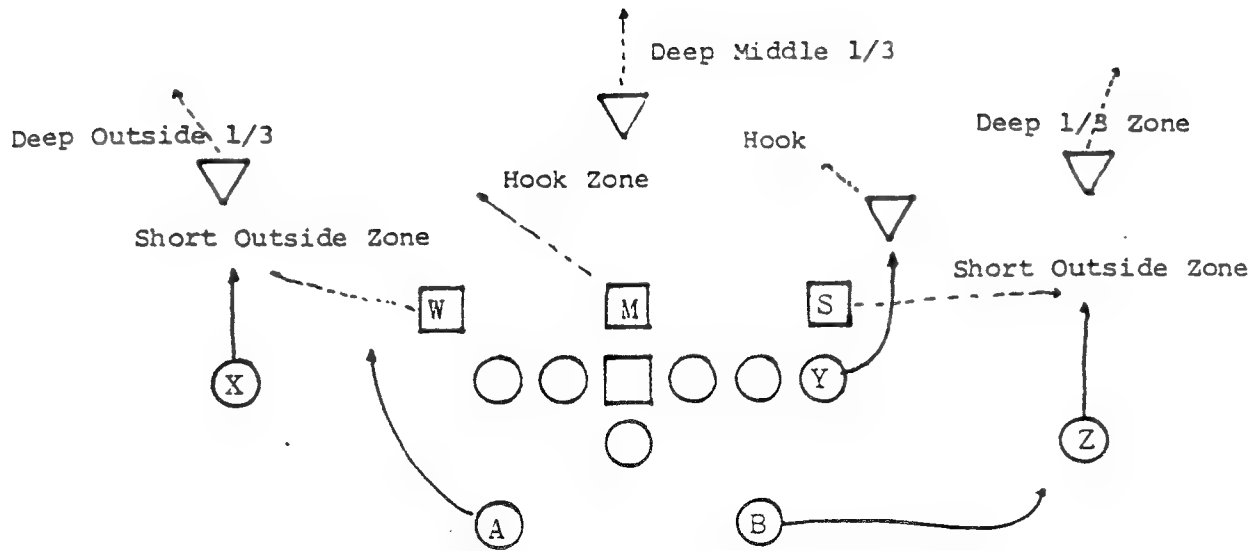 Deep Middle 1/3
Deep Outside 1/3
Deep 1/3 Zone
Hook
Hook Zone
Short Outside Zone
Short Outside Zone
W
M
S
X
Y
Z
A
B